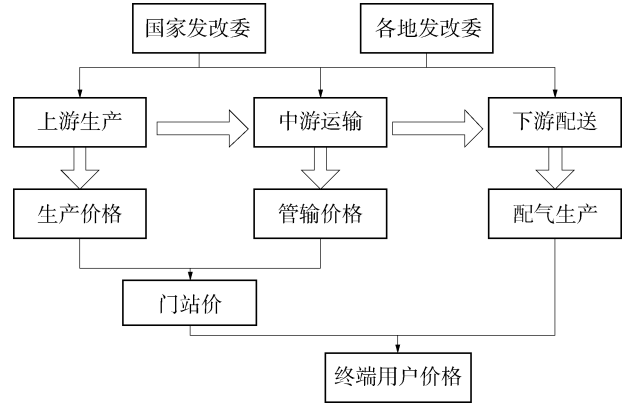 国家发改委
各地发改委
上游生产
中游运输
下游配送
生产价格
管输价格
配气生产
门站价
终端用户价格